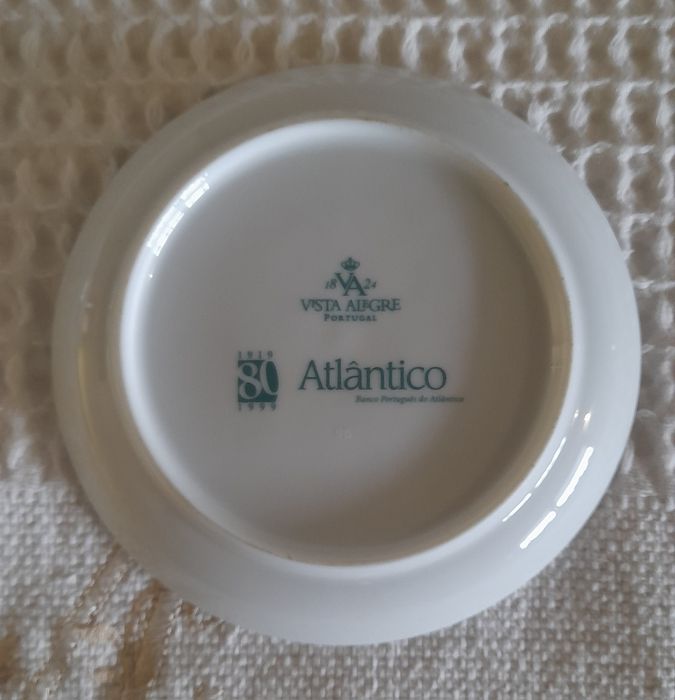 18 VA 24
VISTA ALEGRE
PORTUGAL
1919
80
1999
Atlântico
Banco Português do Atlântico